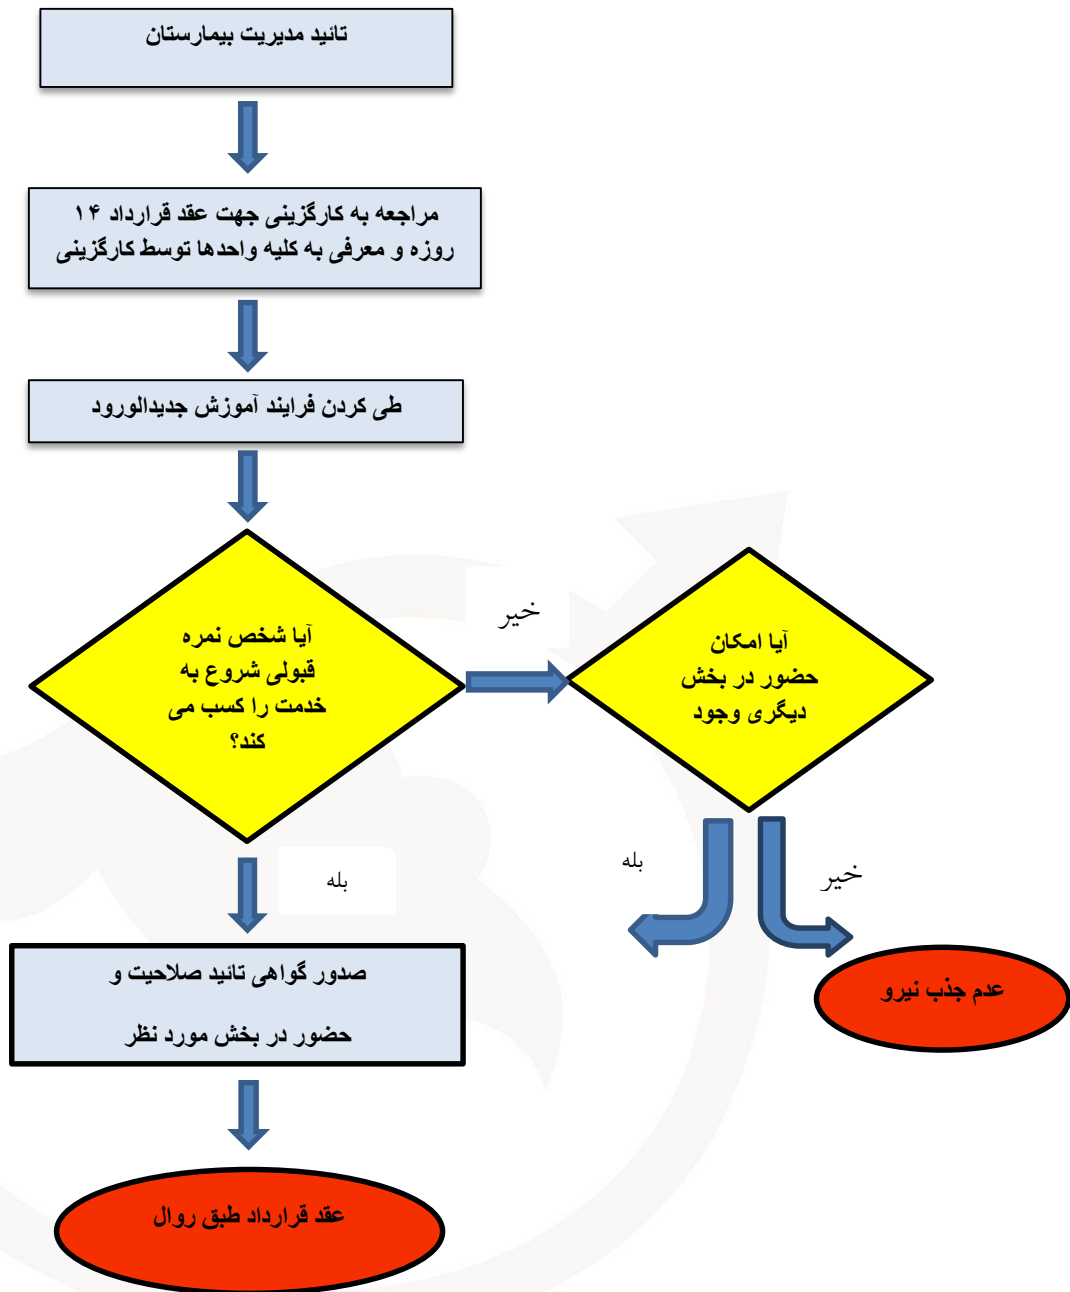 تائید مدیریت بیمارستان
مراجعه به کارگزینی جهت عقد قرارداد ۱۴
روزه و معرفی به کلیه واحدها توسط کارگزینی
طی کردن فرایند آموزش جدیدالورود
آیا شخص نمره
قبولی شروع به
خدمت را کسب می
کند؟
خیر
آیا امکان
حضور در بخش
دیگری وجود
بله
بله
خیر
صدور گواهی تائید صلاحیت و
حضور در بخش مورد نظر
عدم جذب نیرو
عقد قرارداد طبق روال